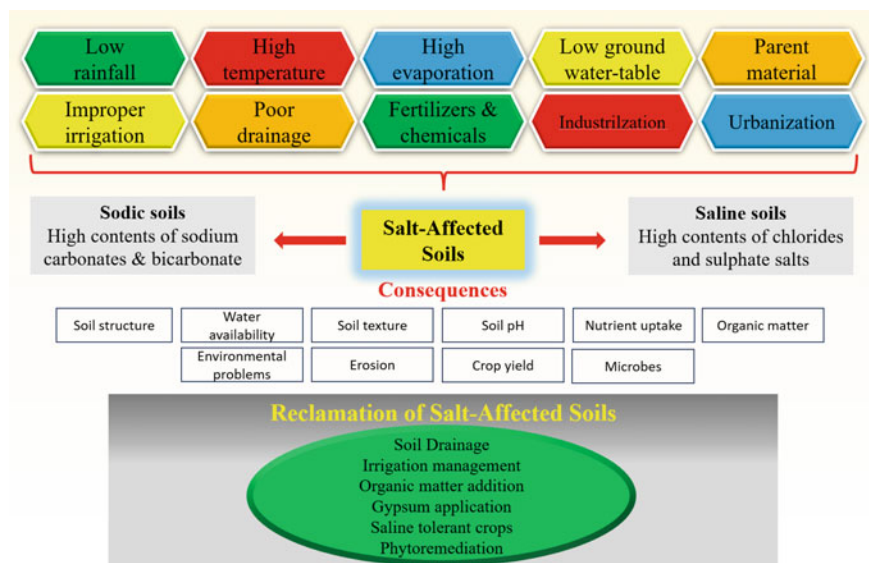 Low
rainfall
High
temperature
High
evaporation
Low ground
water-table
Parent
material
Improper
irrigation
Poor
drainage
Fertilizers &
chemicals
Industrilzation
Urbanization
Sodic soils
High contents of sodium
carbonates & bicarbonate
Salt-Affected
Soils
Saline soils
High contents of chlorides
and sulphate salts
Consequences
Soil structure
Water
availability
Soil texture
Soil pH
Nutrient uptake
Organic matter
Environmental
problems
Erosion
Crop yield
Microbes
Reclamation of Salt-Affected Soils
Soil Drainage
Irrigation management
Organic matter addition
Gypsum application
Saline tolerant crops
Phytoremediation